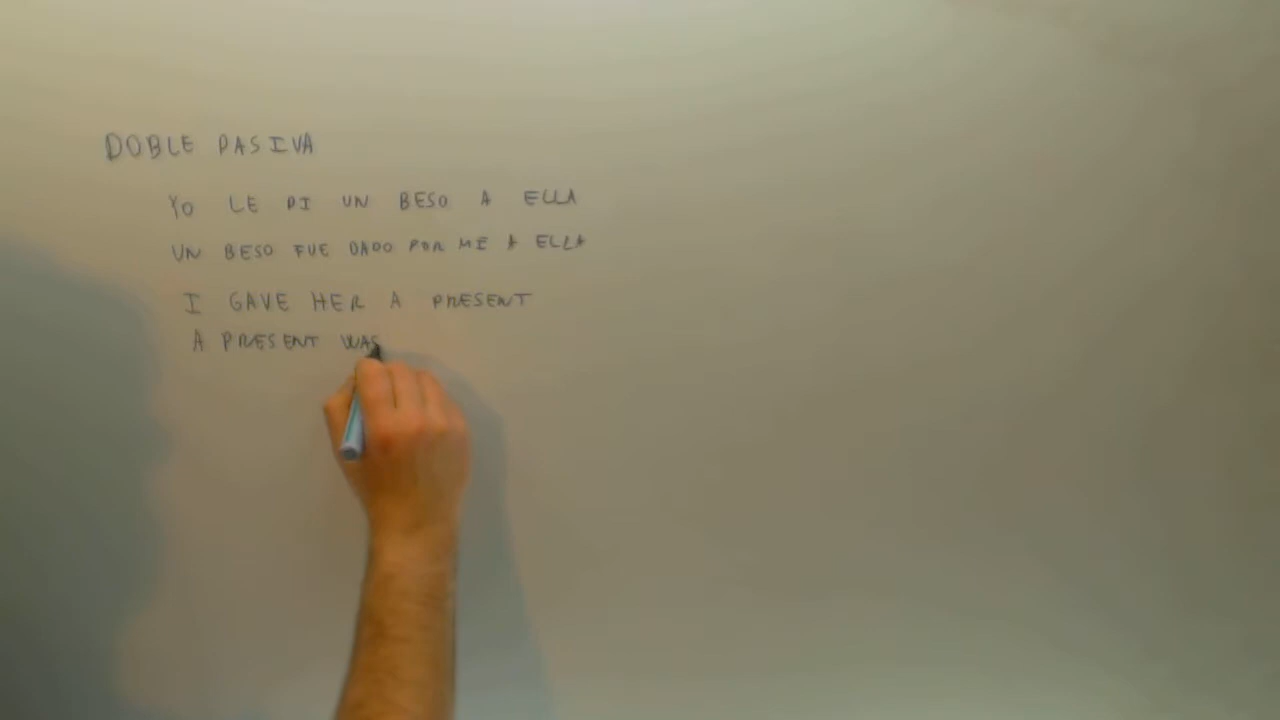 DOBLE PASIVA
YO LE DI UN BESO A ELLA
UN BESO FUE DADO POR MI A ELLA
I GAVE HER A PRESENT
A PRESENT WAS